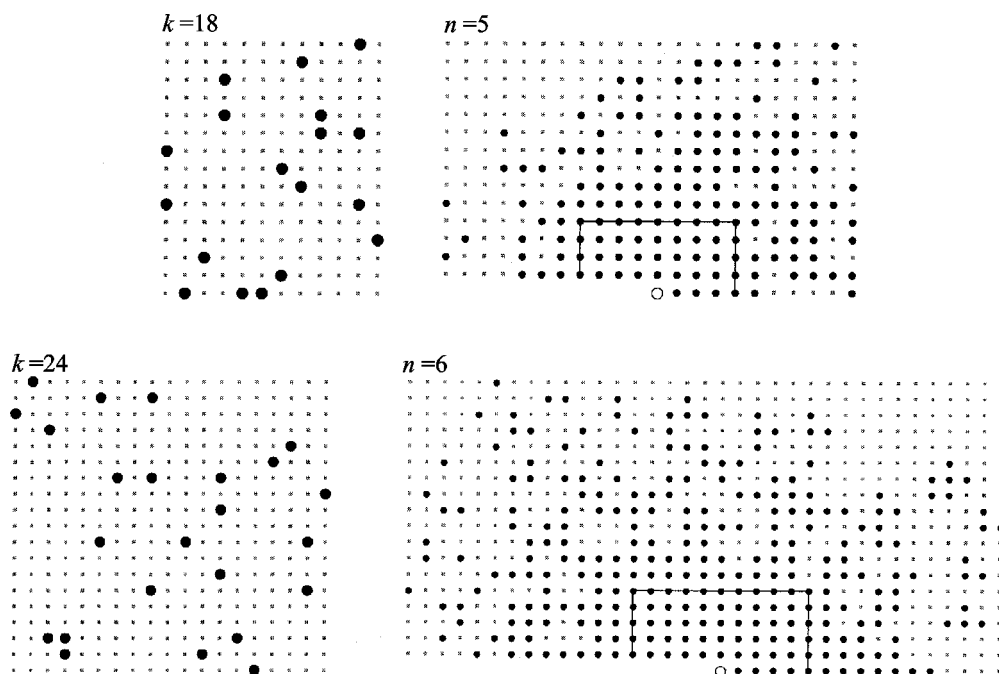 k =18
n =5
k =24
n =6